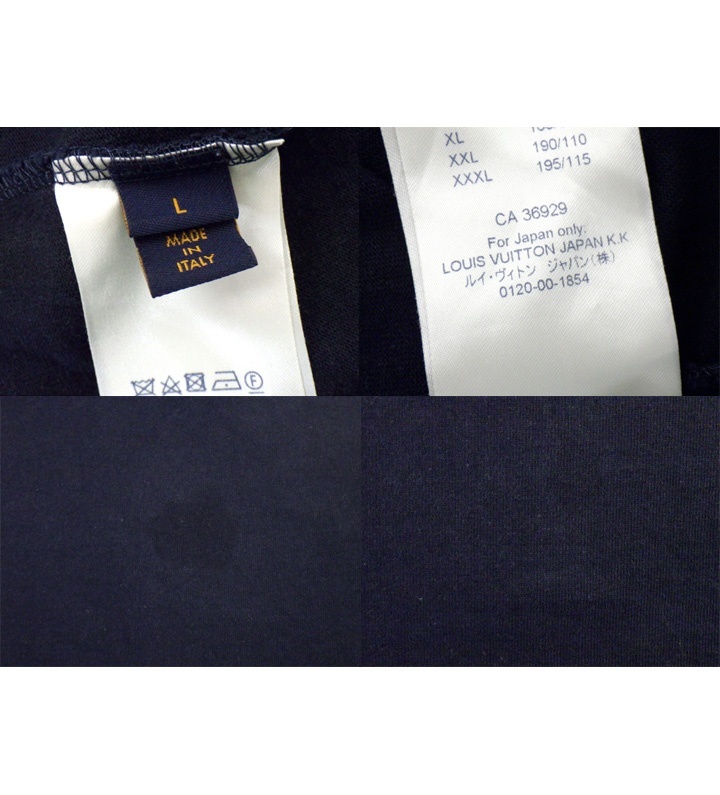 L
MADE
IN
ITALY
F
XL
XXL 190/110
XXXL 195/115
CA 36929
For Japan only:
LOUIS VUITTON JAPAN K.K
ルイ・ヴィトン ジャパン(株)
0120-00-1854